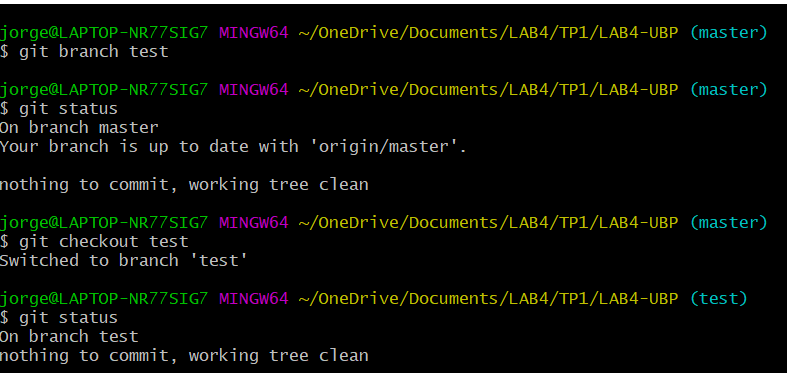 jorge@LAPTOP-NR77SIG7 MINGW64 ~/OneDrive/Documents/LAB4/TP1/LAB4-UBP (master)
$ git branch test
jorge@LAPTOP-NR77SIG7 MINGW64 ~/OneDrive/Documents/LAB4/TP1/LAB4-UBP (master)
$ git status
On branch master
Your branch is up to date with 'origin/master'.
nothing to commit, working tree clean
jorge@LAPTOP-NR77SIG7 MINGW64 ~/OneDrive/Documents/LAB4/TP1/LAB4-UBP (master)
$ git checkout test
Switched to branch 'test'
jorge@LAPTOP-NR77SIG7 MINGW64 ~/OneDrive/Documents/LAB4/TP1/LAB4-UBP (test)
$ git status
On branch test
nothing to commit, working tree clean